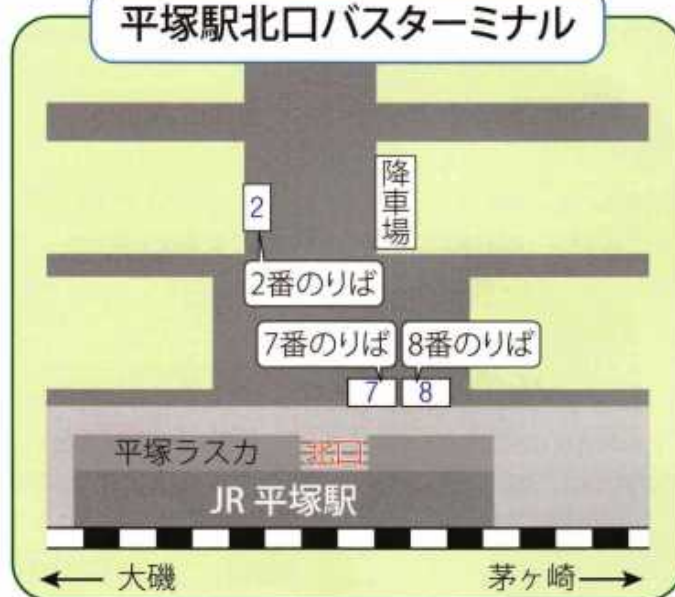 平塚駅北口バスターミナル
降車場
2
2番のりば
7番のりば
8番のりば
7
8
平塚ラスカ
北口
JR 平塚駅
大磯
茅ヶ崎